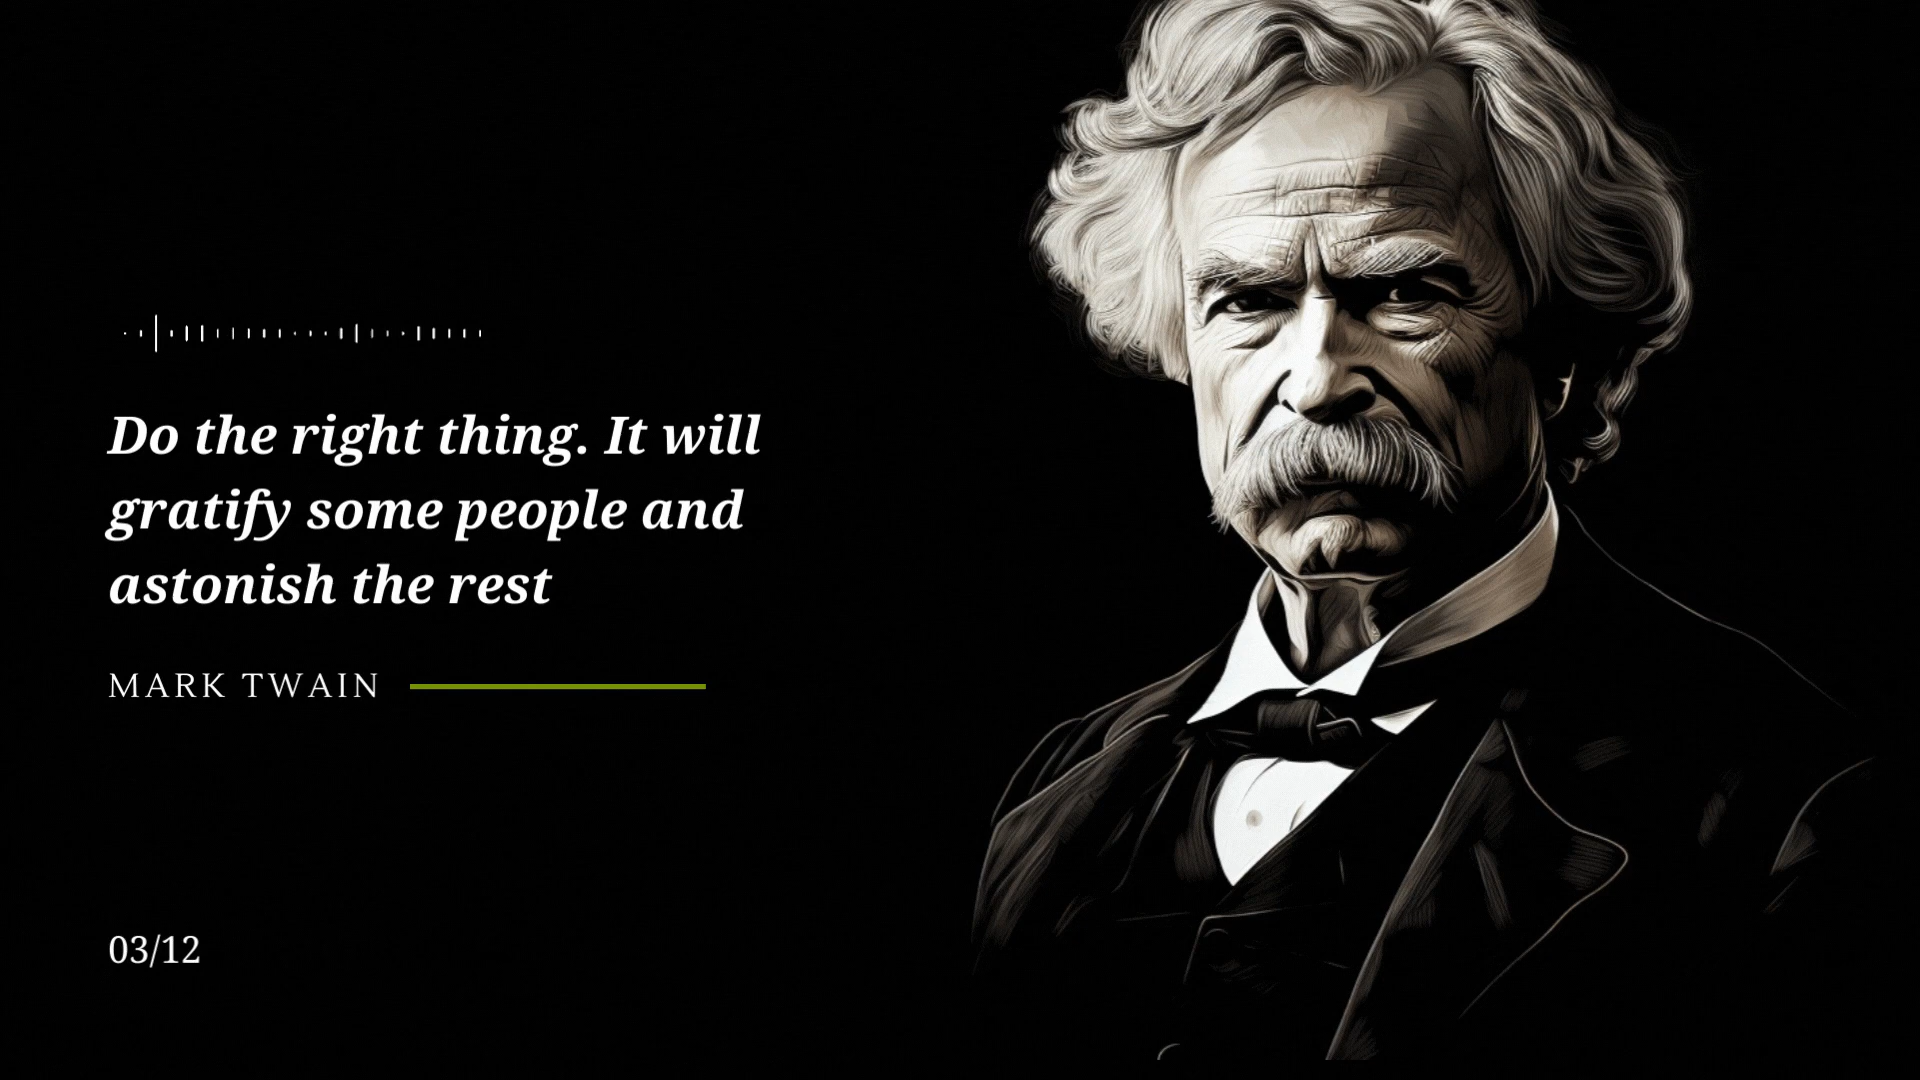 Do the right thing. It will
gratify some people and
astonish the rest
MARK TWAIN
03/12